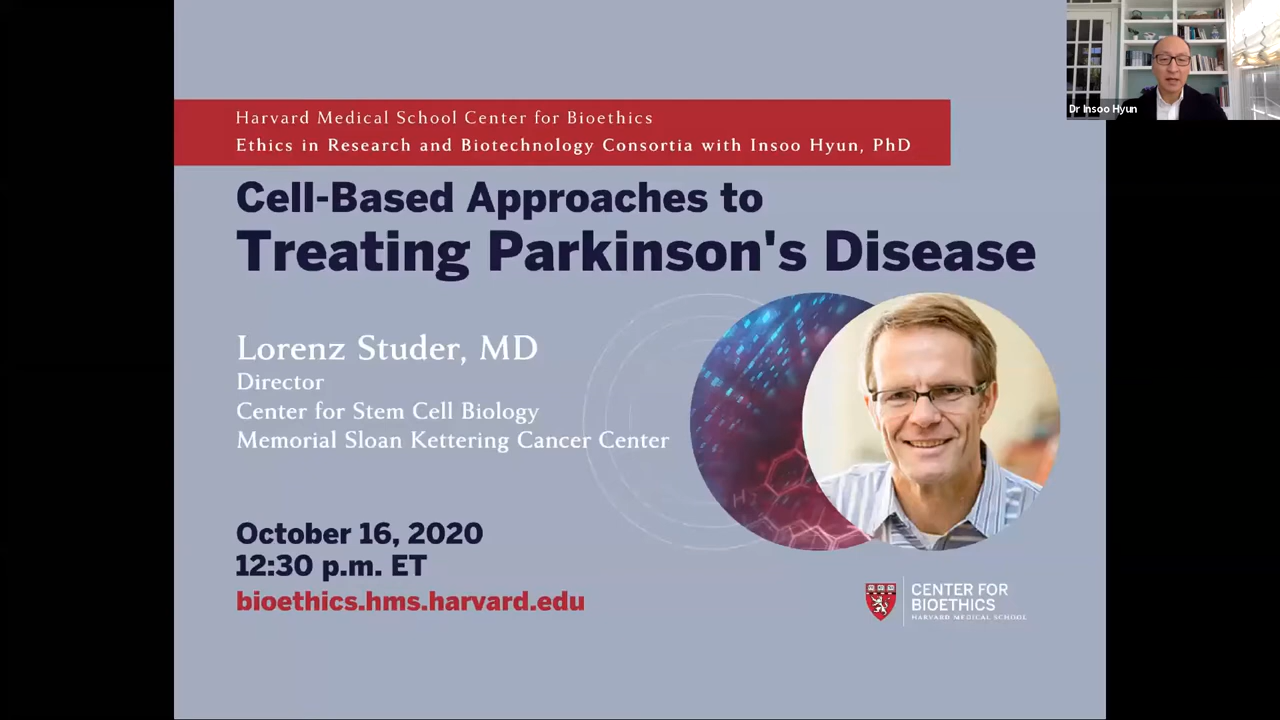 Harvard Medical School Center for Bioethics
Ethics in Research and Biotechnology Consortia with Insoo Hyun, PhD
Cell-Based Approaches to
Treating Parkinson's Disease
Lorenz Studer, MD
Director
Center for Stem Cell Biology
Memorial Sloan Kettering Cancer Center
October 16, 2020
12:30 p.m. ET
bioethics.hms.harvard.edu
CENTER FOR
BIOETHICS
HARVARD MEDICAL SCHOOL
Dr Insoo Hyun